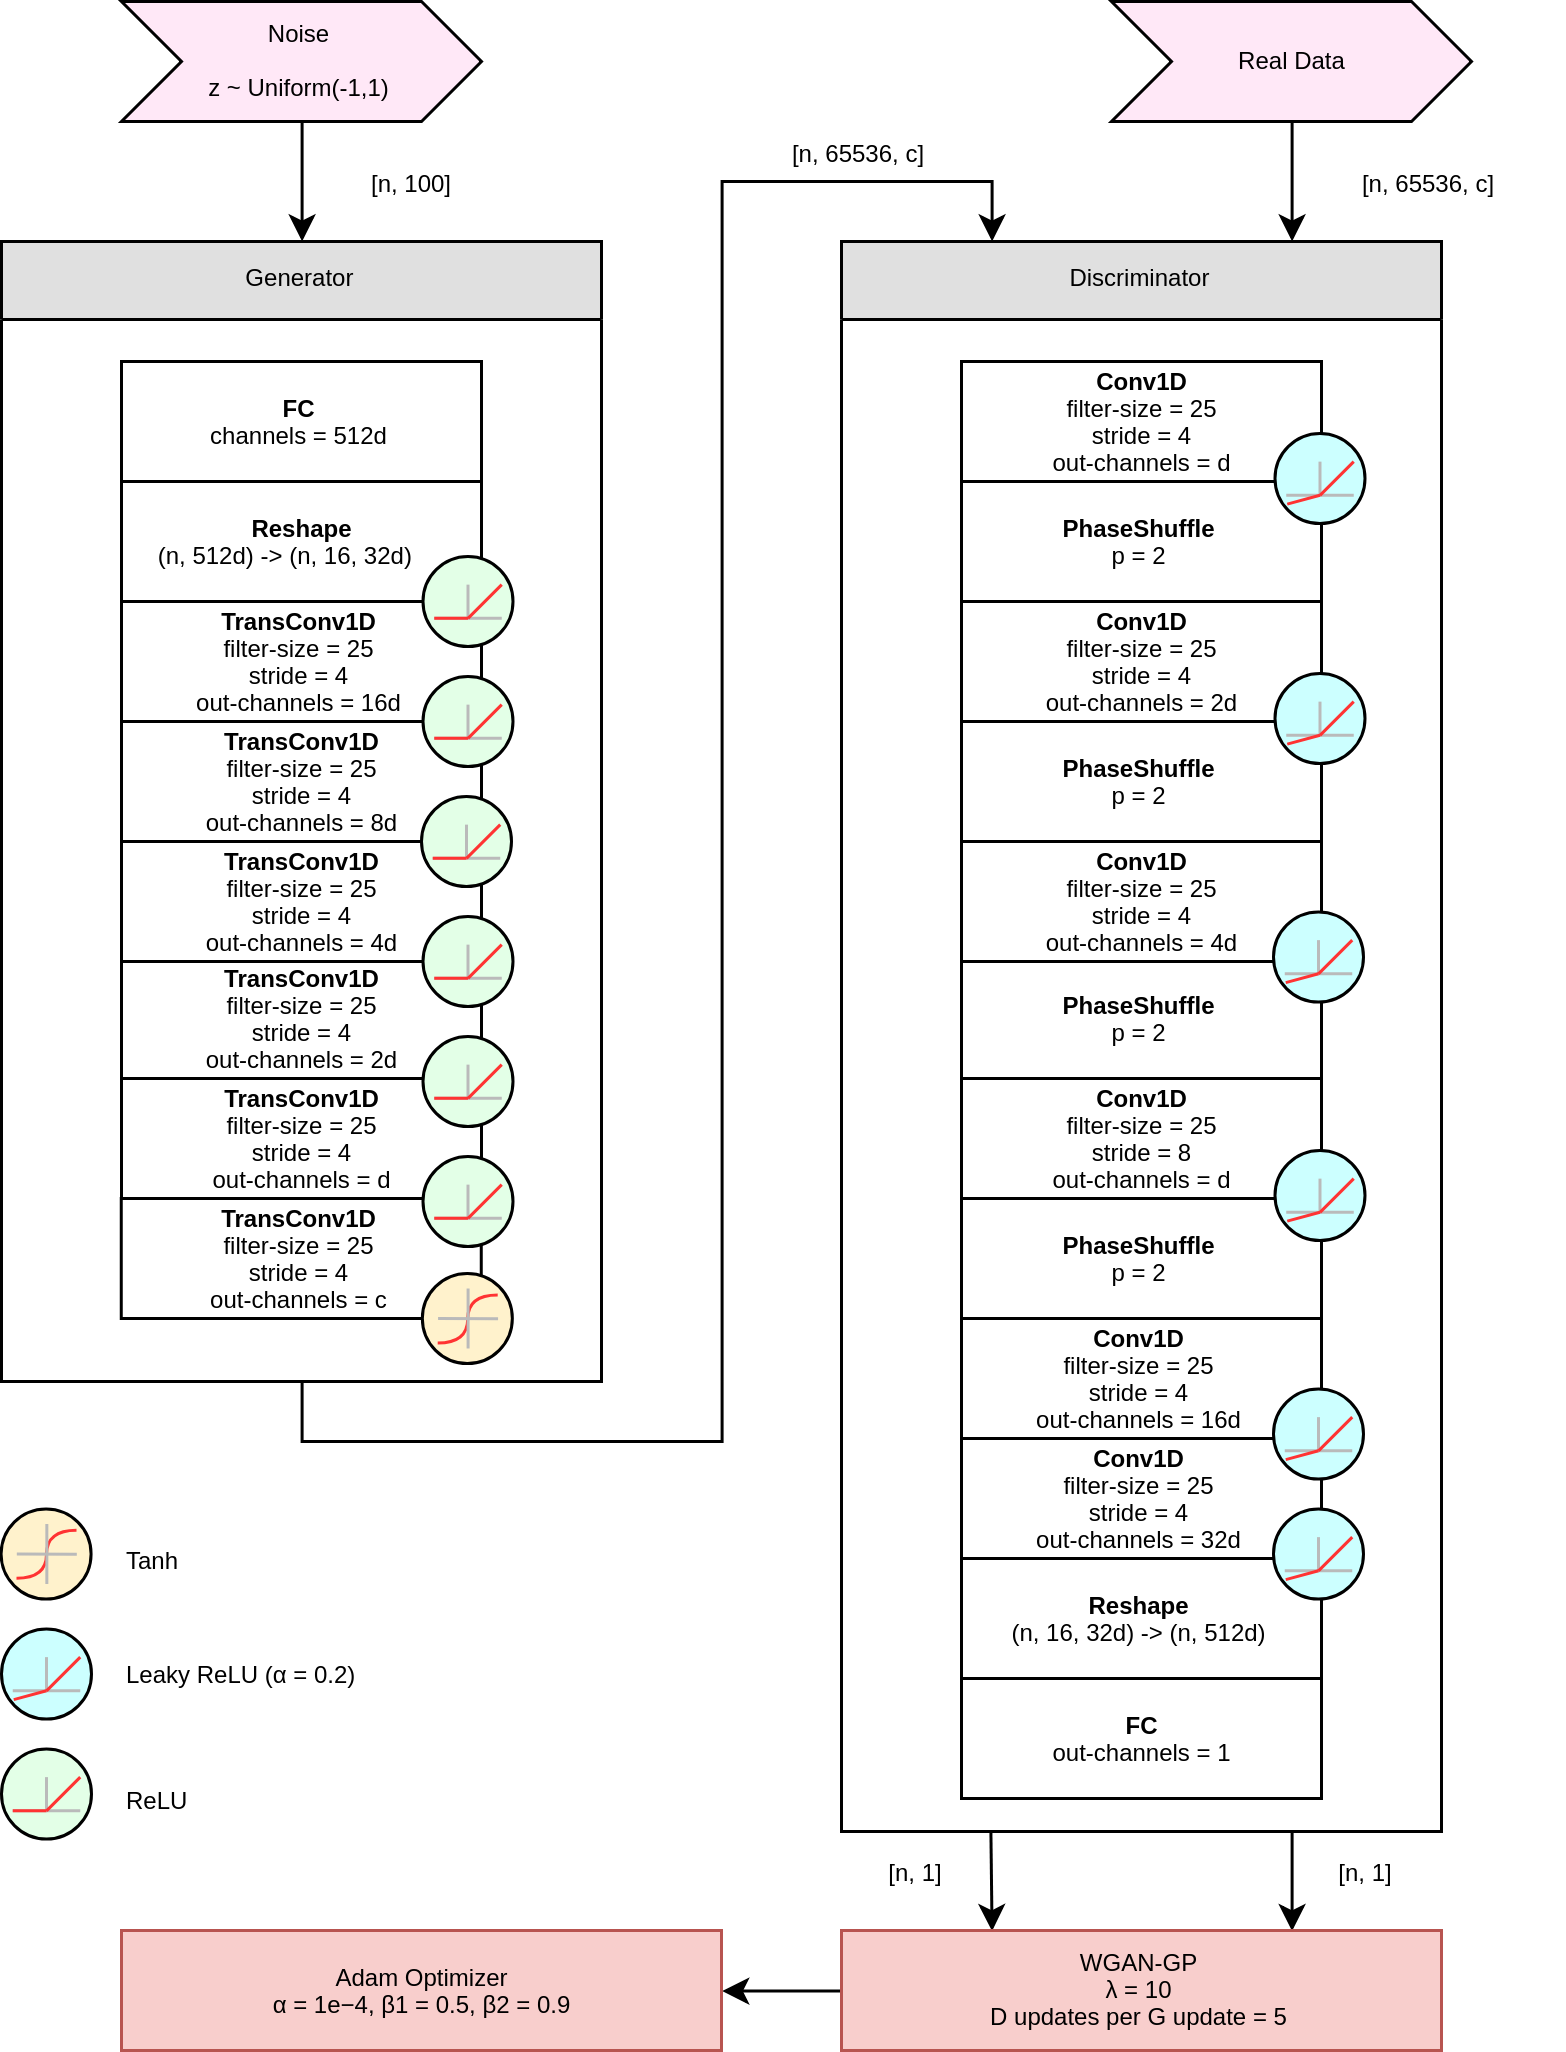 Noise
z ~ Uniform(-1,1)
[n, 100]
Generator
FC
channels = 512d
Reshape
(n, 512d) -> (n, 16, 32d)
TransConv1D
filter-size = 25
stride = 4
out-channels = 16d
TransConv1D
filter-size = 25
stride = 4
out-channels = 8d
TransConv1D
filter-size = 25
stride = 4
out-channels = 4d
TransConv1D
filter-size = 25
stride = 4
out-channels = 2d
TransConv1D
filter-size = 25
stride = 4
out-channels = d
TransConv1D
filter-size = 25
stride = 4
out-channels = c
[n, 65536, c]
Real Data
[n, 65536, c]
Discriminator
Conv1D
filter-size = 25
stride = 4
out-channels = d
PhaseShuffle
p = 2
Conv1D
filter-size = 25
stride = 4
out-channels = 2d
PhaseShuffle
p = 2
Conv1D
filter-size = 25
stride = 4
out-channels = 4d
PhaseShuffle
p = 2
Conv1D
filter-size = 25
stride = 8
out-channels = d
PhaseShuffle
p = 2
Conv1D
filter-size = 25
stride = 4
out-channels = 16d
Conv1D
filter-size = 25
stride = 4
out-channels = 32d
Reshape
(n, 16, 32d) -> (n, 512d)
FC
out-channels = 1
Tanh
Leaky ReLU (α = 0.2)
ReLU
[n, 1]
[n, 1]
WGAN-GP
λ = 10
D updates per G update = 5
Adam Optimizer
α = 1e−4, β1 = 0.5, β2 = 0.9